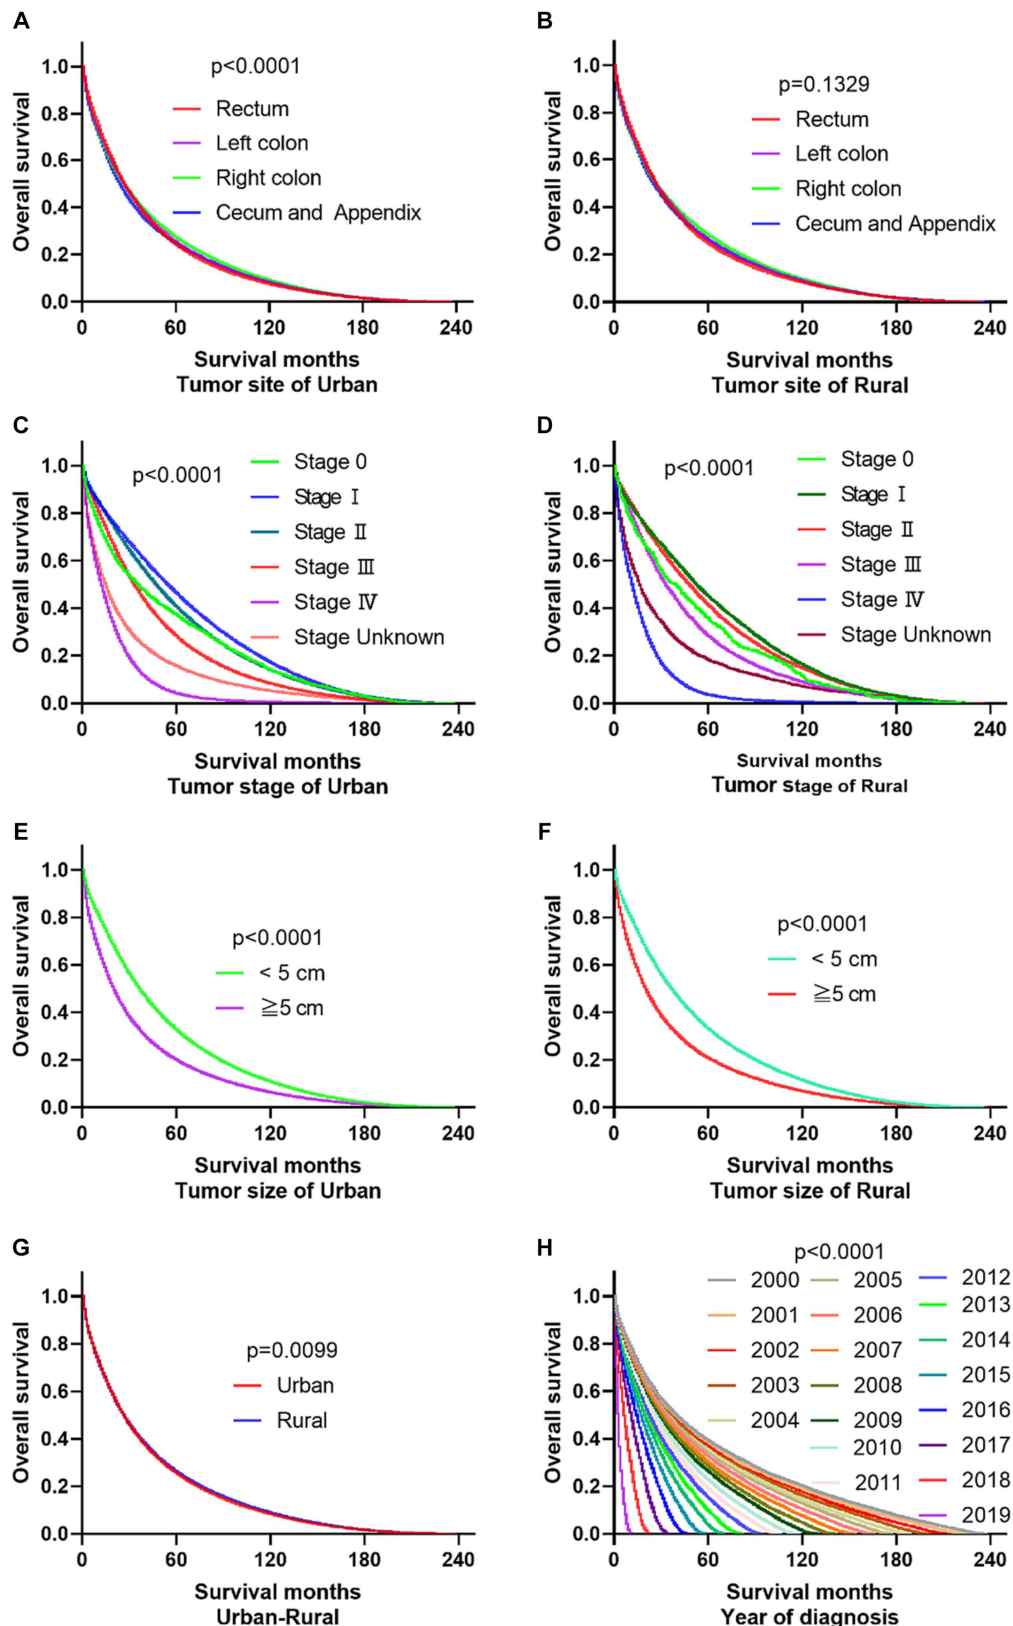 A
p<0.0001
Rectum
Left colon
Right colon
Cecum and Appendix
Overall survival
1.0
0.8
0.6
0.4
0.2
0.0
0 60 120 180 240
Survival months
Tumor site of Urban
B
p=0.1329
Rectum
Left colon
Right colon
Cecum and Appendix
Overall survival
1.0
0.8
0.6
0.4
0.2
0.0
0 60 120 180 240
Survival months
Tumor site of Rural
C
p<0.0001
Stage 0
Stage Ⅰ
Stage Ⅱ
Stage Ⅲ
Stage Ⅳ
Stage Unknown
Overall survival
1.0
0.8
0.6
0.4
0.2
0.0
0 60 120 180 240
Survival months
Tumor stage of Urban
D
p<0.0001
Stage 0
Stage Ⅰ
Stage Ⅱ
Stage Ⅲ
Stage Ⅳ
Stage Unknown
Overall survival
1.0
0.8
0.6
0.4
0.2
0.0
0 60 120 180 240
Survival months
Tumor stage of Rural
E
p<0.0001
< 5 cm
≧5 cm
Overall survival
1.0
0.8
0.6
0.4
0.2
0.0
0 60 120 180 240
Survival months
Tumor size of Urban
F
p<0.0001
< 5 cm
≧5 cm
Overall survival
1.0
0.8
0.6
0.4
0.2
0.0
0 60 120 180 240
Survival months
Tumor size of Rural
G
p=0.0099
Urban
Rural
Overall survival
1.0
0.8
0.6
0.4
0.2
0.0
0 60 120 180 240
Survival months
Urban-Rural
H
p<0.0001
2000
2001
2002
2003
2004
2005
2006
2007
2008
2009
2010
2011
2012
2013
2014
2015
2016
2017
2018
2019
Overall survival
1.0
0.8
0.6
0.4
0.2
0.0
0 60 120 180 240
Survival months
Year of diagnosis